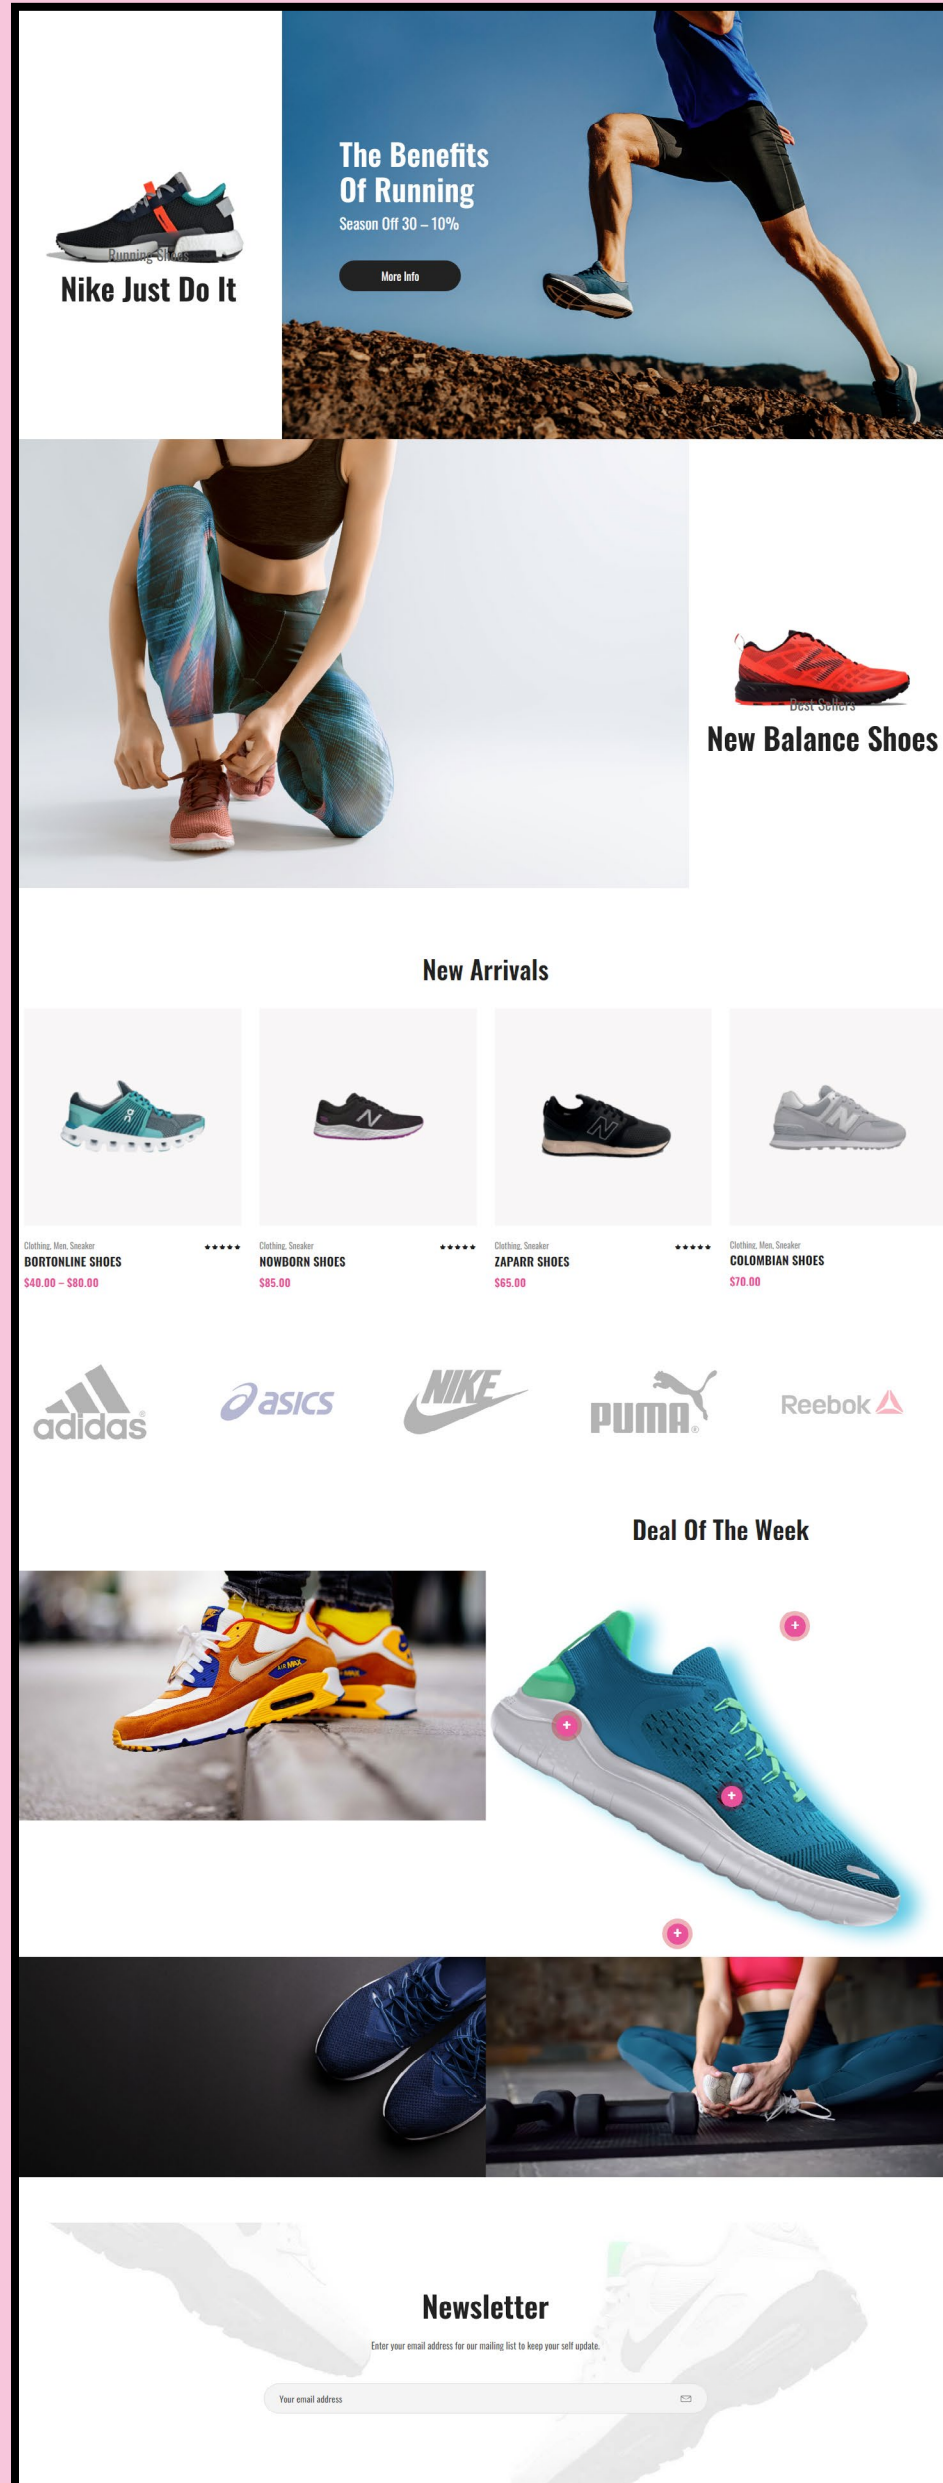 Running Shoes
Nike Just Do It
The Benefits
Of Running
Season Off 30 – 10%
More Info
Best Sellers
New Balance Shoes
New Arrivals
Clothing, Men, Sneaker
BORTONLINE SHOES
$40.00 – $80.00
Clothing, Sneaker
NOWBORN SHOES
$85.00
Clothing, Sneaker
ZAPARR SHOES
$65.00
Clothing, Men, Sneaker
COLOMBIAN SHOES
$70.00
adidas®
asics
NIKE
PUMA®
Reebok
Deal Of The Week
AIR MAX
Newsletter
Enter your email address for our mailing list to keep your self update.
Your email address